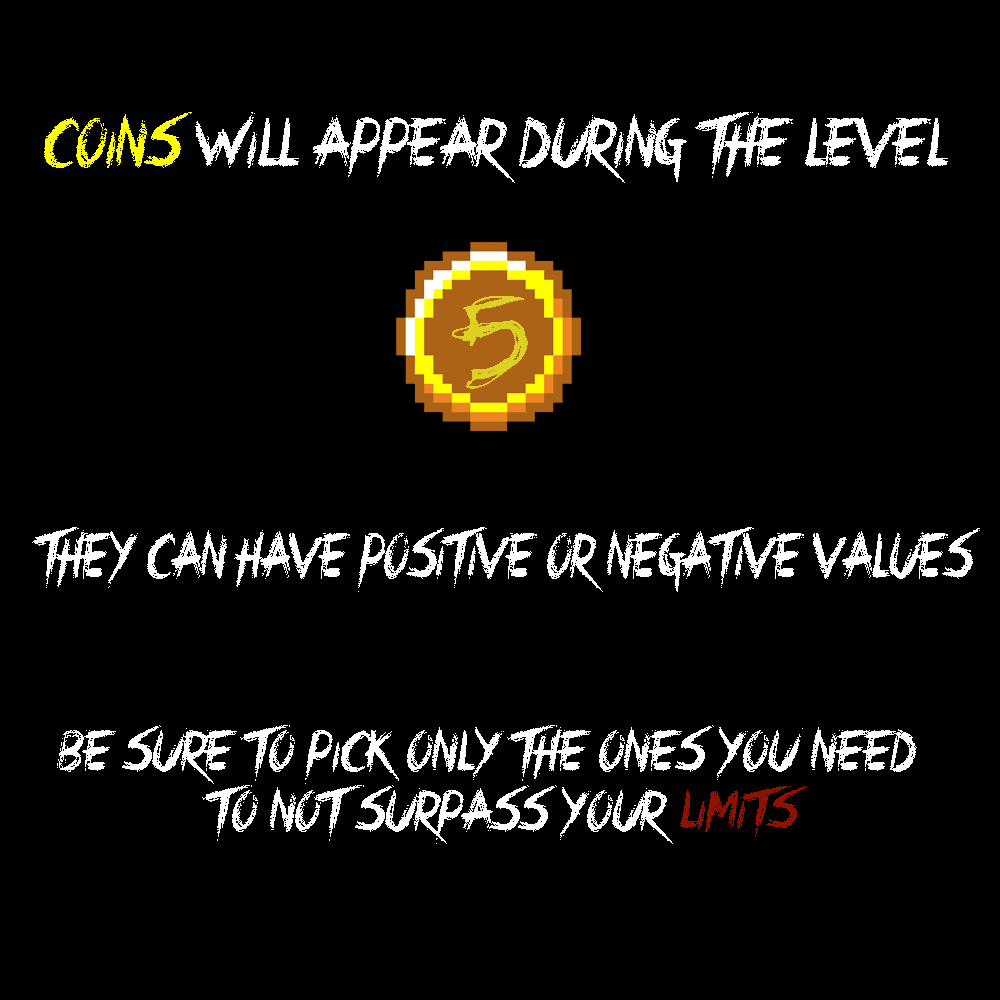 COINS WILL APPEAR DURING THE LEVEL
5
THEY CAN HAVE POSITIVE OR NEGATIVE VALUES
BE SURE TO PICK ONLY THE ONES YOU NEED
TO NOT SURPASS YOUR LIMITS